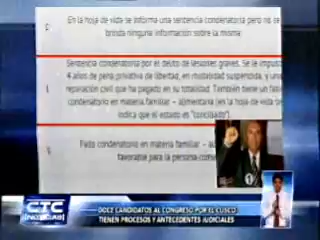 En la hoja de vida se informa una sentencia condenatoria pero no se
brinda ninguna información sobre la misma
Sentencia condenatoria por el delito de lesiones graves. Se le impuso
4 años de pena privativa de libertad, en modalidad suspendida, y una
reparación civil que ha pagado en su totalidad. También tiene un fallo
condenatorio en materia familiar – alimentaria (en la hoja de vida se
indica que el estado es "conciliado").
Fallo condenatorio en materia familiar –
favorable para la persona
CTC
NOTICIAS
DOCE CANDIDATOS AL CONGRESO POR EL CUSCO
TIENEN PROCESOS Y ANTECEDENTES JUDICIALES